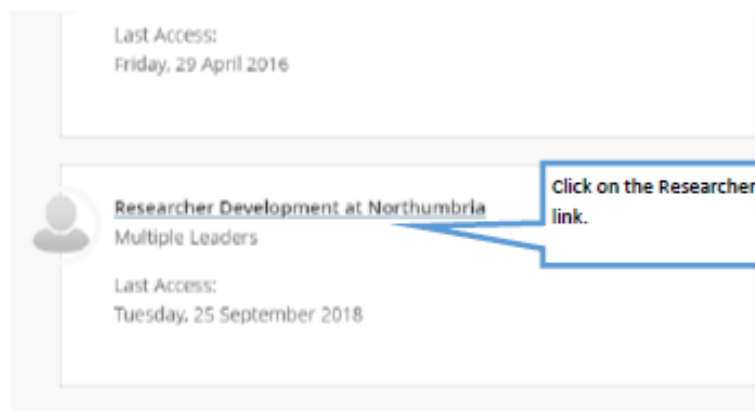 Last Access:
Friday, 29 April 2016
Researcher Development at Northumbria
Multiple Leaders
Click on the Researcher
link.
Last Access:
Tuesday, 25 September 2018